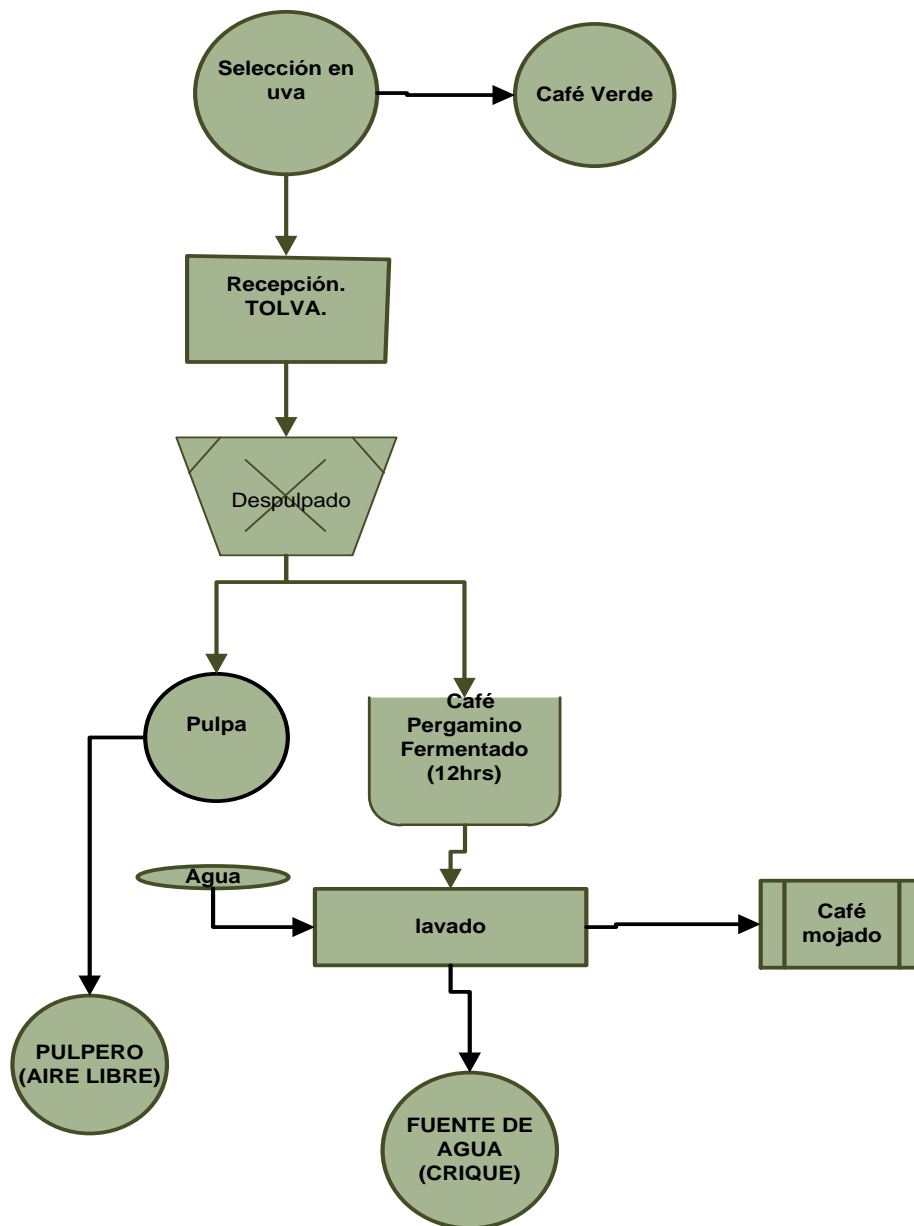 Selección en
uva
Café Verde
Recepción.
TOLVA.
Despulpado
Pulpa
Café
Pergamino
Fermentado
(12hrs)
Agua
lavado
Café
mojado
PULPERO
(AIRE LIBRE)
FUENTE DE
AGUA
(CRIQUE)